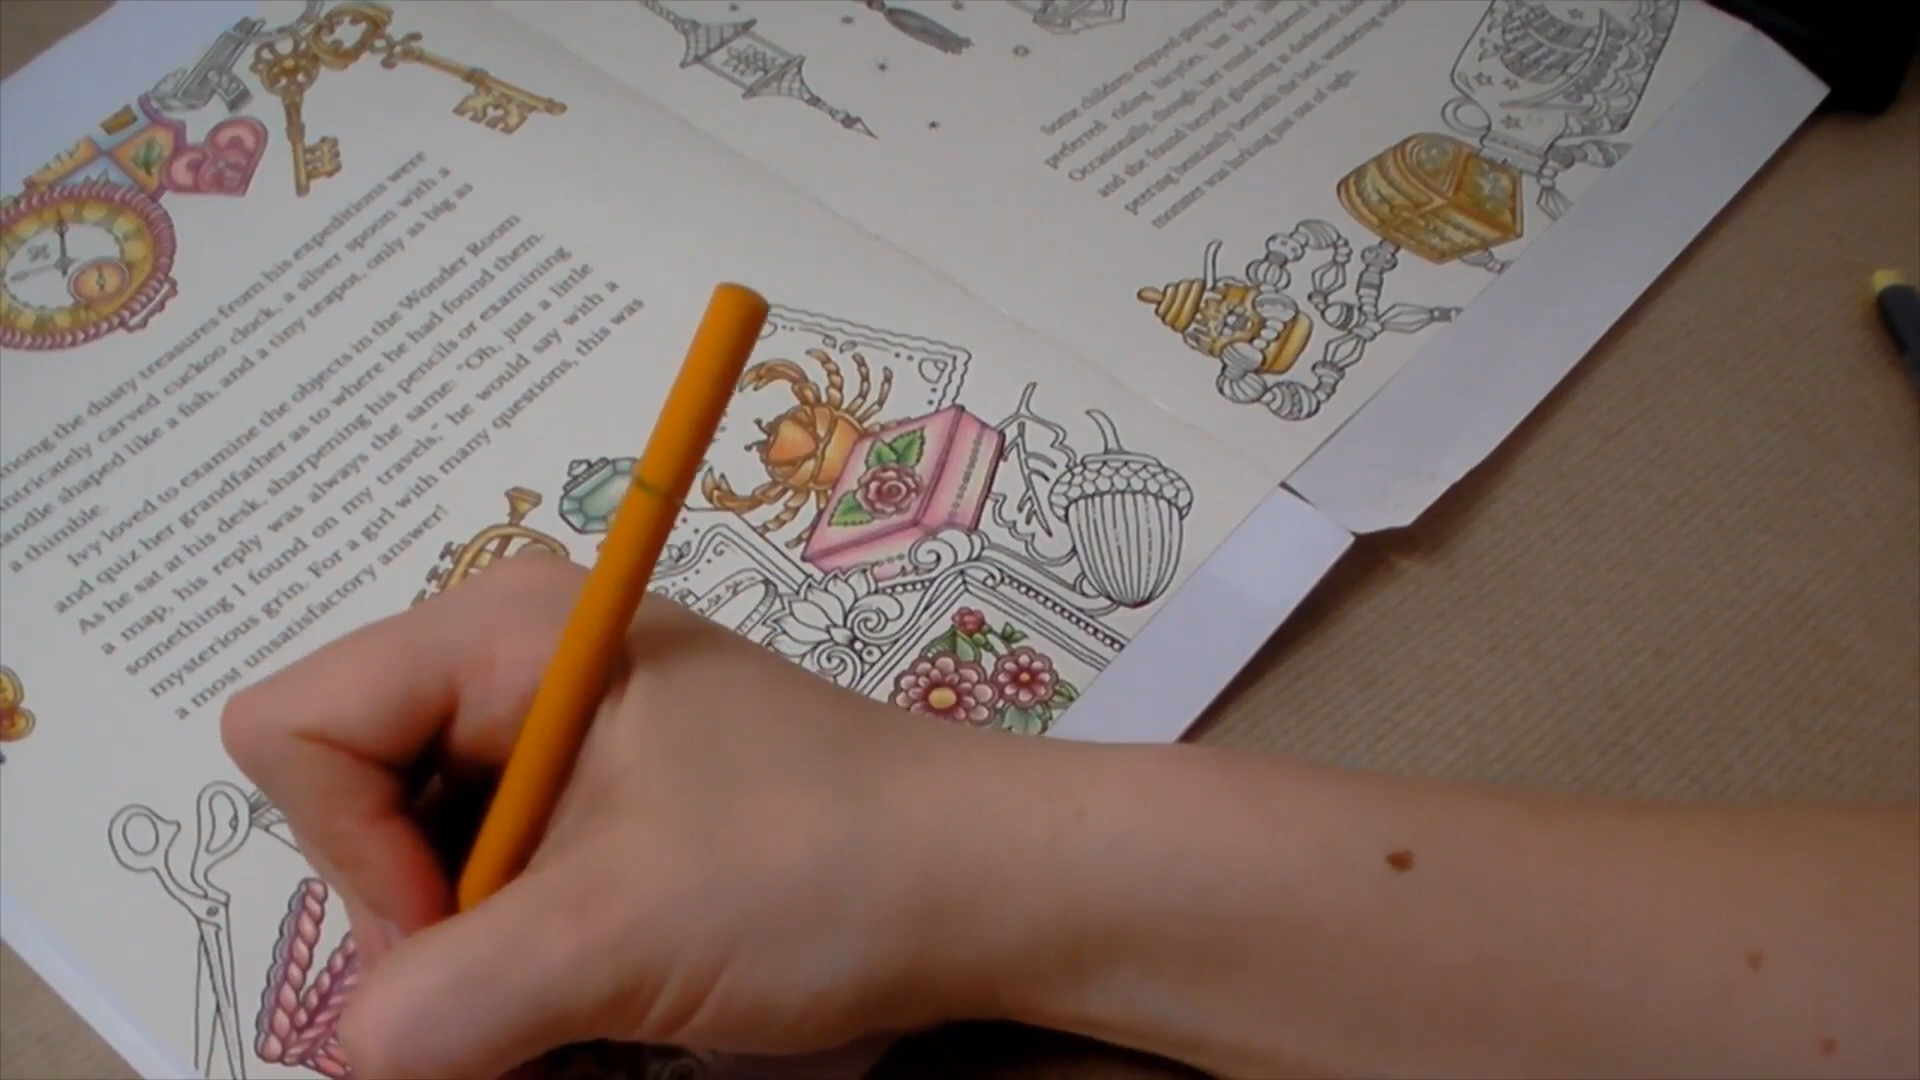 among the dusty treasures from his expeditions were
intricately carved cuckoo clock, a silver spoon with a
handle shaped like a fish, and a tiny teapot, only as big as
a thimble.
Ivy loved to examine the objects in the Wonder Room
and quiz her grandfather as to where he had found them.
As he sat at his desk, sharpening his pencils or examining
a map, his reply was always the same: "Oh, just a little
something I found on my travels," he would say with a
mysterious grin. For a girl with many questions, this was
a most unsatisfactory answer!
Some children enjoyed playing
preferred riding bicycles, but Ivy
Occasionally, though, her mind wandered
and she found herself glancing at darkened
peering hesitantly beneath the bed, wondering
monster was lurking just out of sight.